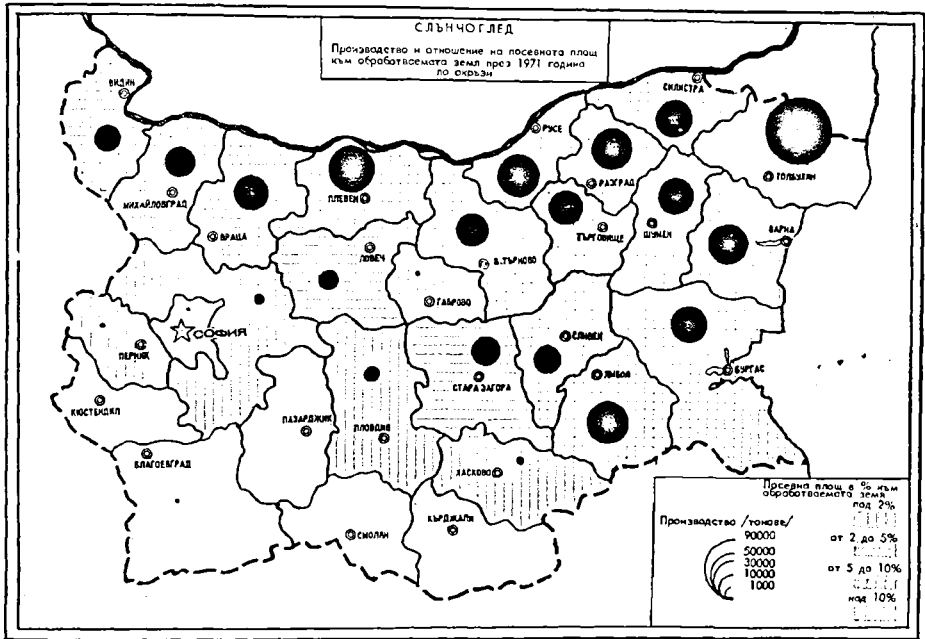 СЛЪНЧОГЛЕД
Производство и отношение на посевната площ
към обработваемата земя през 1971 година
по окръзи
ВИДИН
СИЛИСТРА
РУСЕ
ТОЛБУХИН
РАЗГРАД
МИХАЙЛОВГРАД
ПЛЕВЕН
ВРАЦА
ТЪРГОВИЩЕ
ШУМЕН
ВАРНА
ЛОВЕЧ
В. ТЪРНОВО
ГАБРОВО
СОФИЯ
ПЕРНИК
СЛИВЕН
ЯМБОЛ
БУРГАС
СТАРА ЗАГОРА
КЮСТЕНДИЛ
ПАЗАРДЖИК
ПЛОВДИВ
БЛАГОЕВГРАД
ХАСКОВО
КЪРДЖАЛИ
СМОЛЯН
Производство /тонове/
90000
50000
30000
10000
1000
Посевна площ в % към
обработваемата земя
под 2%
от 2 до 5%
от 5 до 10%
над 10%